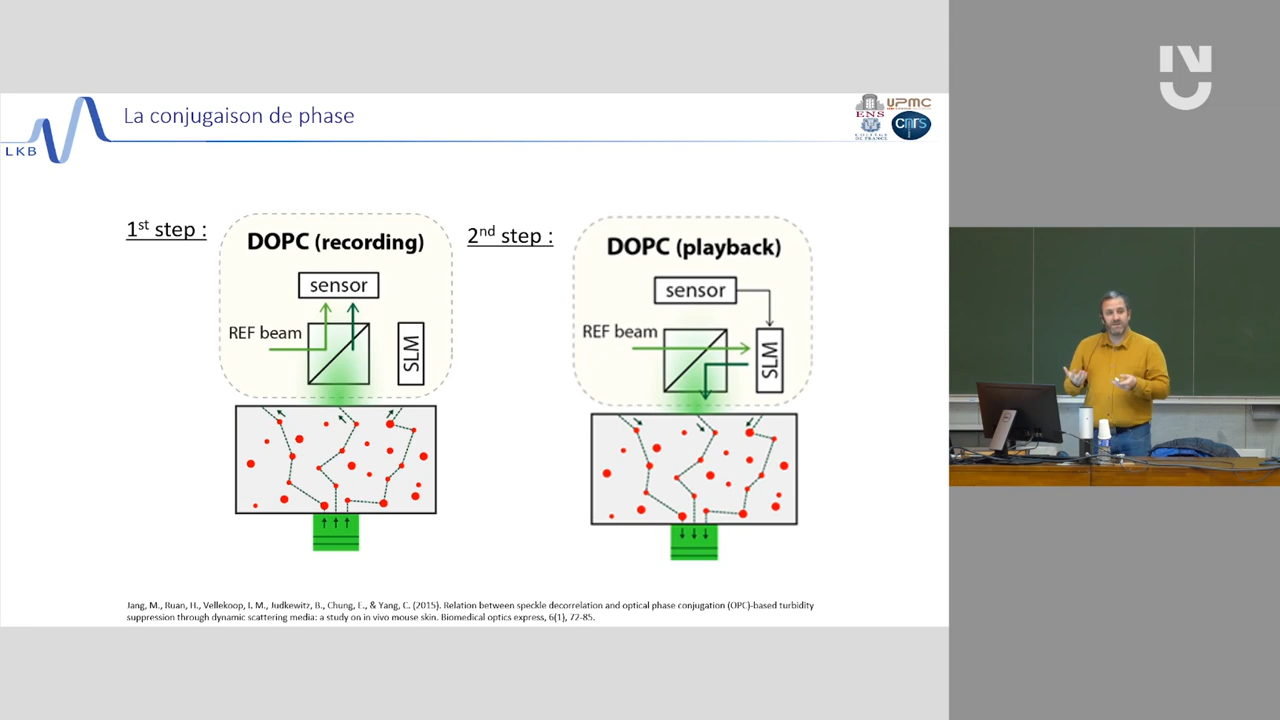 La conjugaison de phase
LKB
ENS
COLLÈGE
DE FRANCE
UPMC
CNRS
1st step :
DOPC (recording)
sensor
REF beam
SLM
2nd step :
DOPC (playback)
sensor
REF beam
SLM
Jang, M., Ruan, H., Vellekoop, I. M., Judkewitz, B., Chung, E., & Yang, C. (2015). Relation between speckle decorrelation and optical phase conjugation (OPC)-based turbidity
suppression through dynamic scattering media: a study on in vivo mouse skin. Biomedical optics express, 6(1), 72-85.